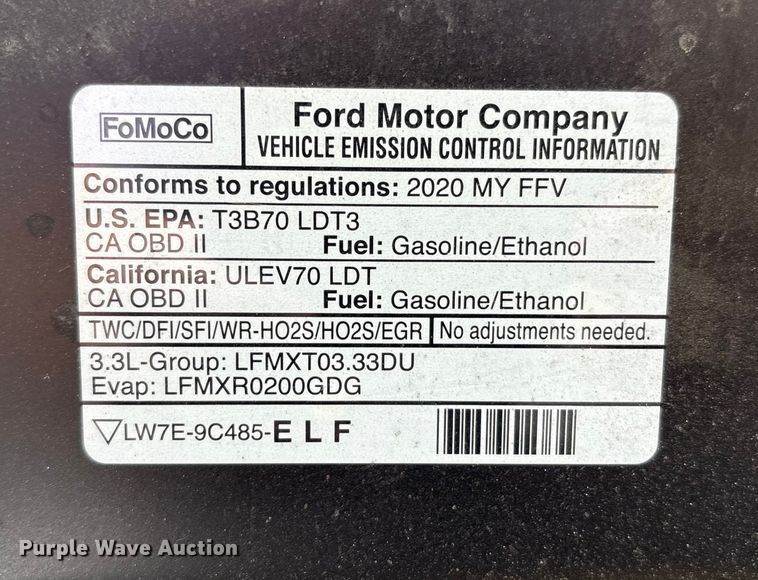 FoMoCo
Ford Motor Company
VEHICLE EMISSION CONTROL INFORMATION
Conforms to regulations: 2020 MY FFV
U.S. EPA: T3B70 LDT3
CA OBD II Fuel: Gasoline/Ethanol
California: ULEV70 LDT
CA OBD II Fuel: Gasoline/Ethanol
TWC/DFI/SFI/WR-HO2S/HO2S/EGR No adjustments needed.
3.3L-Group: LFMXT03.33DU
Evap: LFMXR0200GDG
▽LW7E-9C485-E L F
Purple Wave Auction